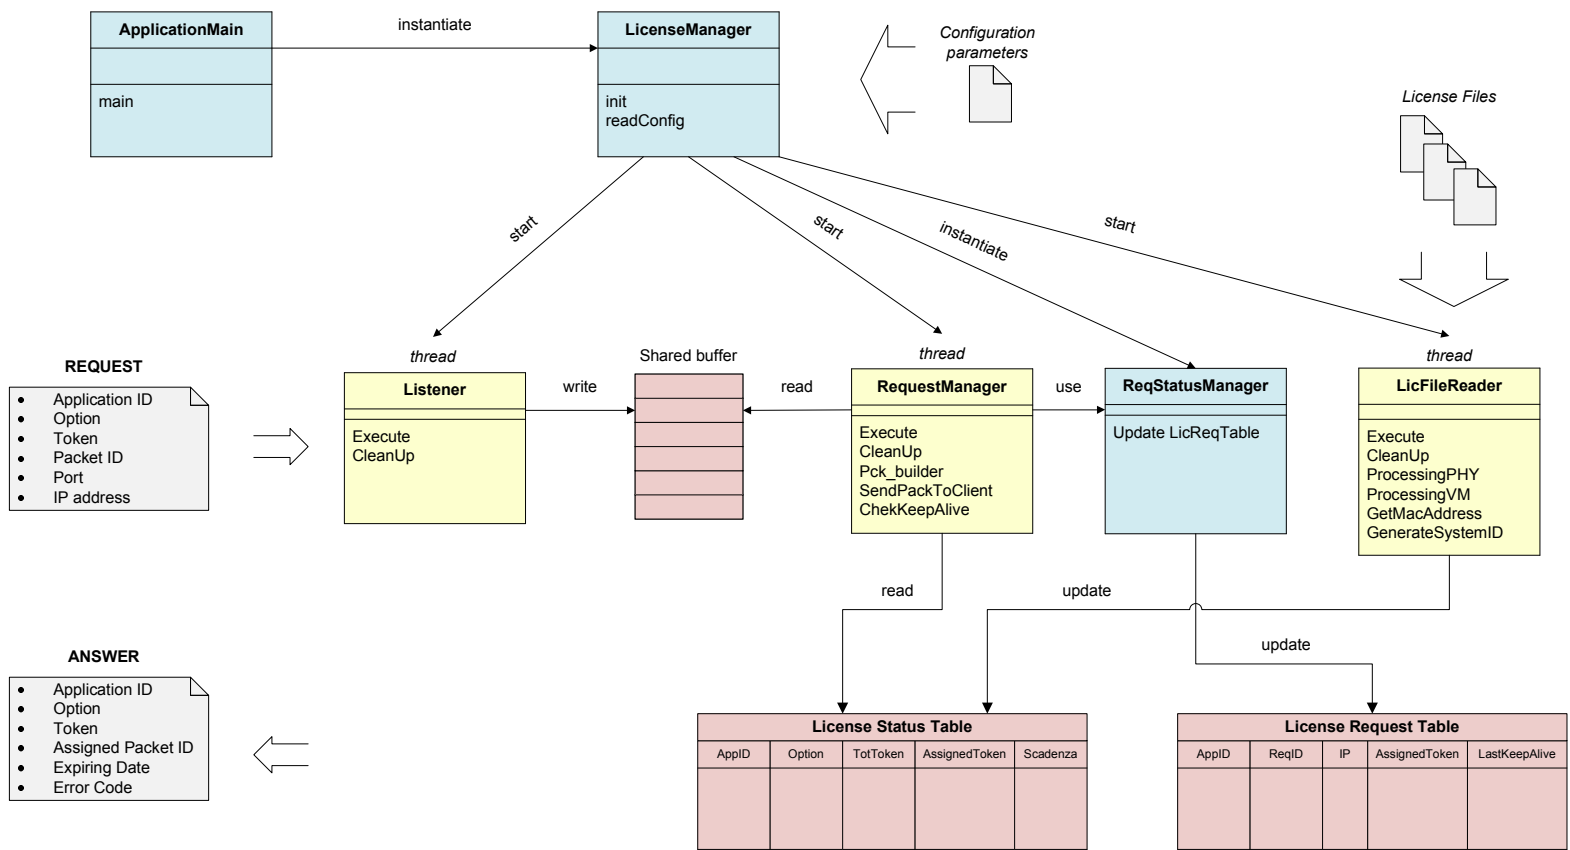 ApplicationMain
main
instantiate
LicenseManager
init
readConfig
Configuration
parameters
License Files
start
start
instantiate
start
REQUEST
• Application ID
• Option
• Token
• Packet ID
• Port
• IP address
thread
Listener
Execute
CleanUp
write
Shared buffer
read
thread
RequestManager
Execute
CleanUp
Pck_builder
SendPackToClient
ChekKeepAlive
use
ReqStatusManager
Update LicReqTable
thread
LicFileReader
Execute
CleanUp
ProcessingPHY
ProcessingVM
GetMacAddress
GenerateSystemID
read
update
update
ANSWER
• Application ID
• Option
• Token
• Assigned Packet ID
• Expiring Date
• Error Code
License Status Table
AppID Option TotToken AssignedToken Scadenza
License Request Table
AppID ReqID IP AssignedToken LastKeepAlive